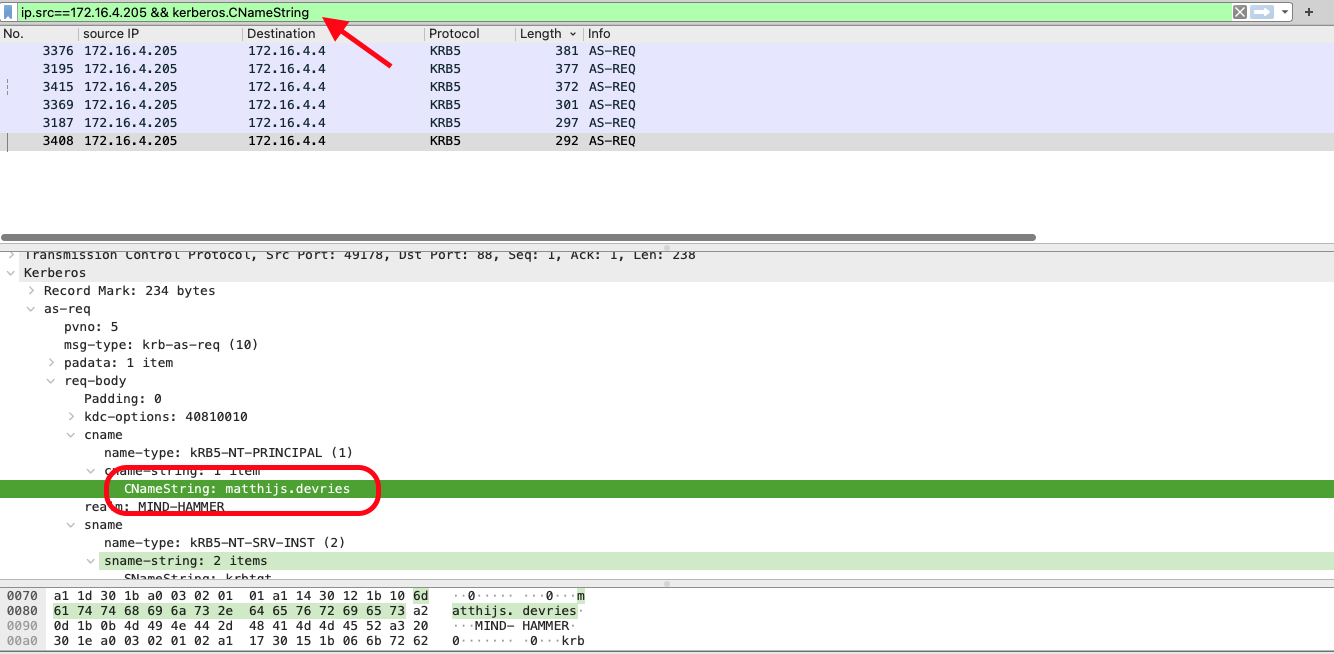 ip.src==172.16.4.205 && kerberos.CNameString
No. source IP Destination Protocol Length Info
3376 172.16.4.205 172.16.4.4 KRB5 381 AS-REQ
3195 172.16.4.205 172.16.4.4 KRB5 377 AS-REQ
3415 172.16.4.205 172.16.4.4 KRB5 372 AS-REQ
3369 172.16.4.205 172.16.4.4 KRB5 301 AS-REQ
3187 172.16.4.205 172.16.4.4 KRB5 297 AS-REQ
3408 172.16.4.205 172.16.4.4 KRB5 292 AS-REQ
Transmission Control Protocol, Src Port: 49178, Dst Port: 88, Seq: 1, Ack: 1, Len: 238
Kerberos
Record Mark: 234 bytes
as-req
pvno: 5
msg-type: krb-as-req (10)
padata: 1 item
req-body
Padding: 0
kdc-options: 40810010
cname
name-type: kRB5-NT-PRINCIPAL (1)
cname-string: 1 item
CNameString: matthijs.devries
realm: MIND-HAMMER
sname
name-type: kRB5-NT-SRV-INST (2)
sname-string: 2 items
SNameString: krbtgt
0070 a1 1d 30 1b a0 03 02 01 01 a1 14 30 12 1b 10 6d ··0····· ···0···m
0080 61 74 74 68 69 6a 73 2e 64 65 76 72 69 65 73 a2 atthijs. devries·
0090 0d 1b 0b 4d 49 4e 44 2d 48 41 4d 4d 45 52 a3 20 ···MIND- HAMMER·
00a0 30 1e a0 03 02 01 02 a1 17 30 15 1b 06 6b 72 62 0······· ·0···krb